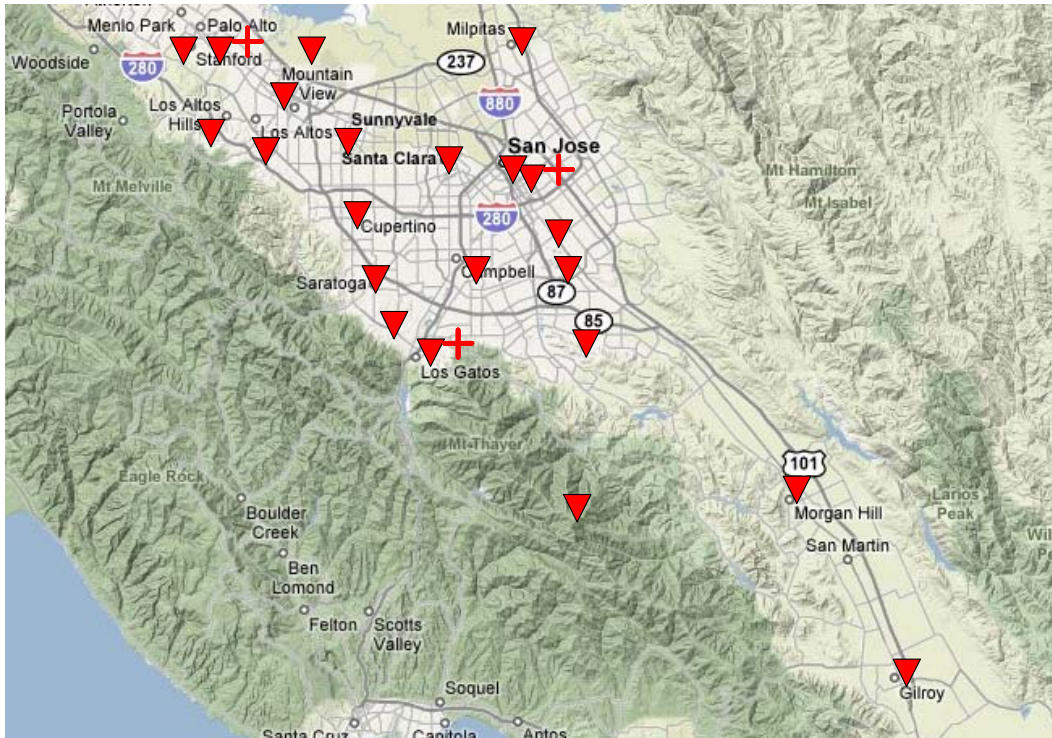 Menlo Park
Palo Alto
Milpitas
Woodside
280
Stanford
237
Mountain
View
880
Los Altos
Hills
Portola
Valley
Los Altos
Sunnyvale
San Jose
Santa Clara
Mt Hamilton
Mt Melville
Mt Isabel
280
Cupertino
Campbell
Saratoga
87
85
Los Gatos
Mt Thayer
101
Eagle Rock
Larios
Peak
Morgan Hill
Boulder
Creek
San Martin
Ben
Lomond
Felton
Scotts
Valley
Soquel
Gilroy
Santa Cruz
Capitola
Antos